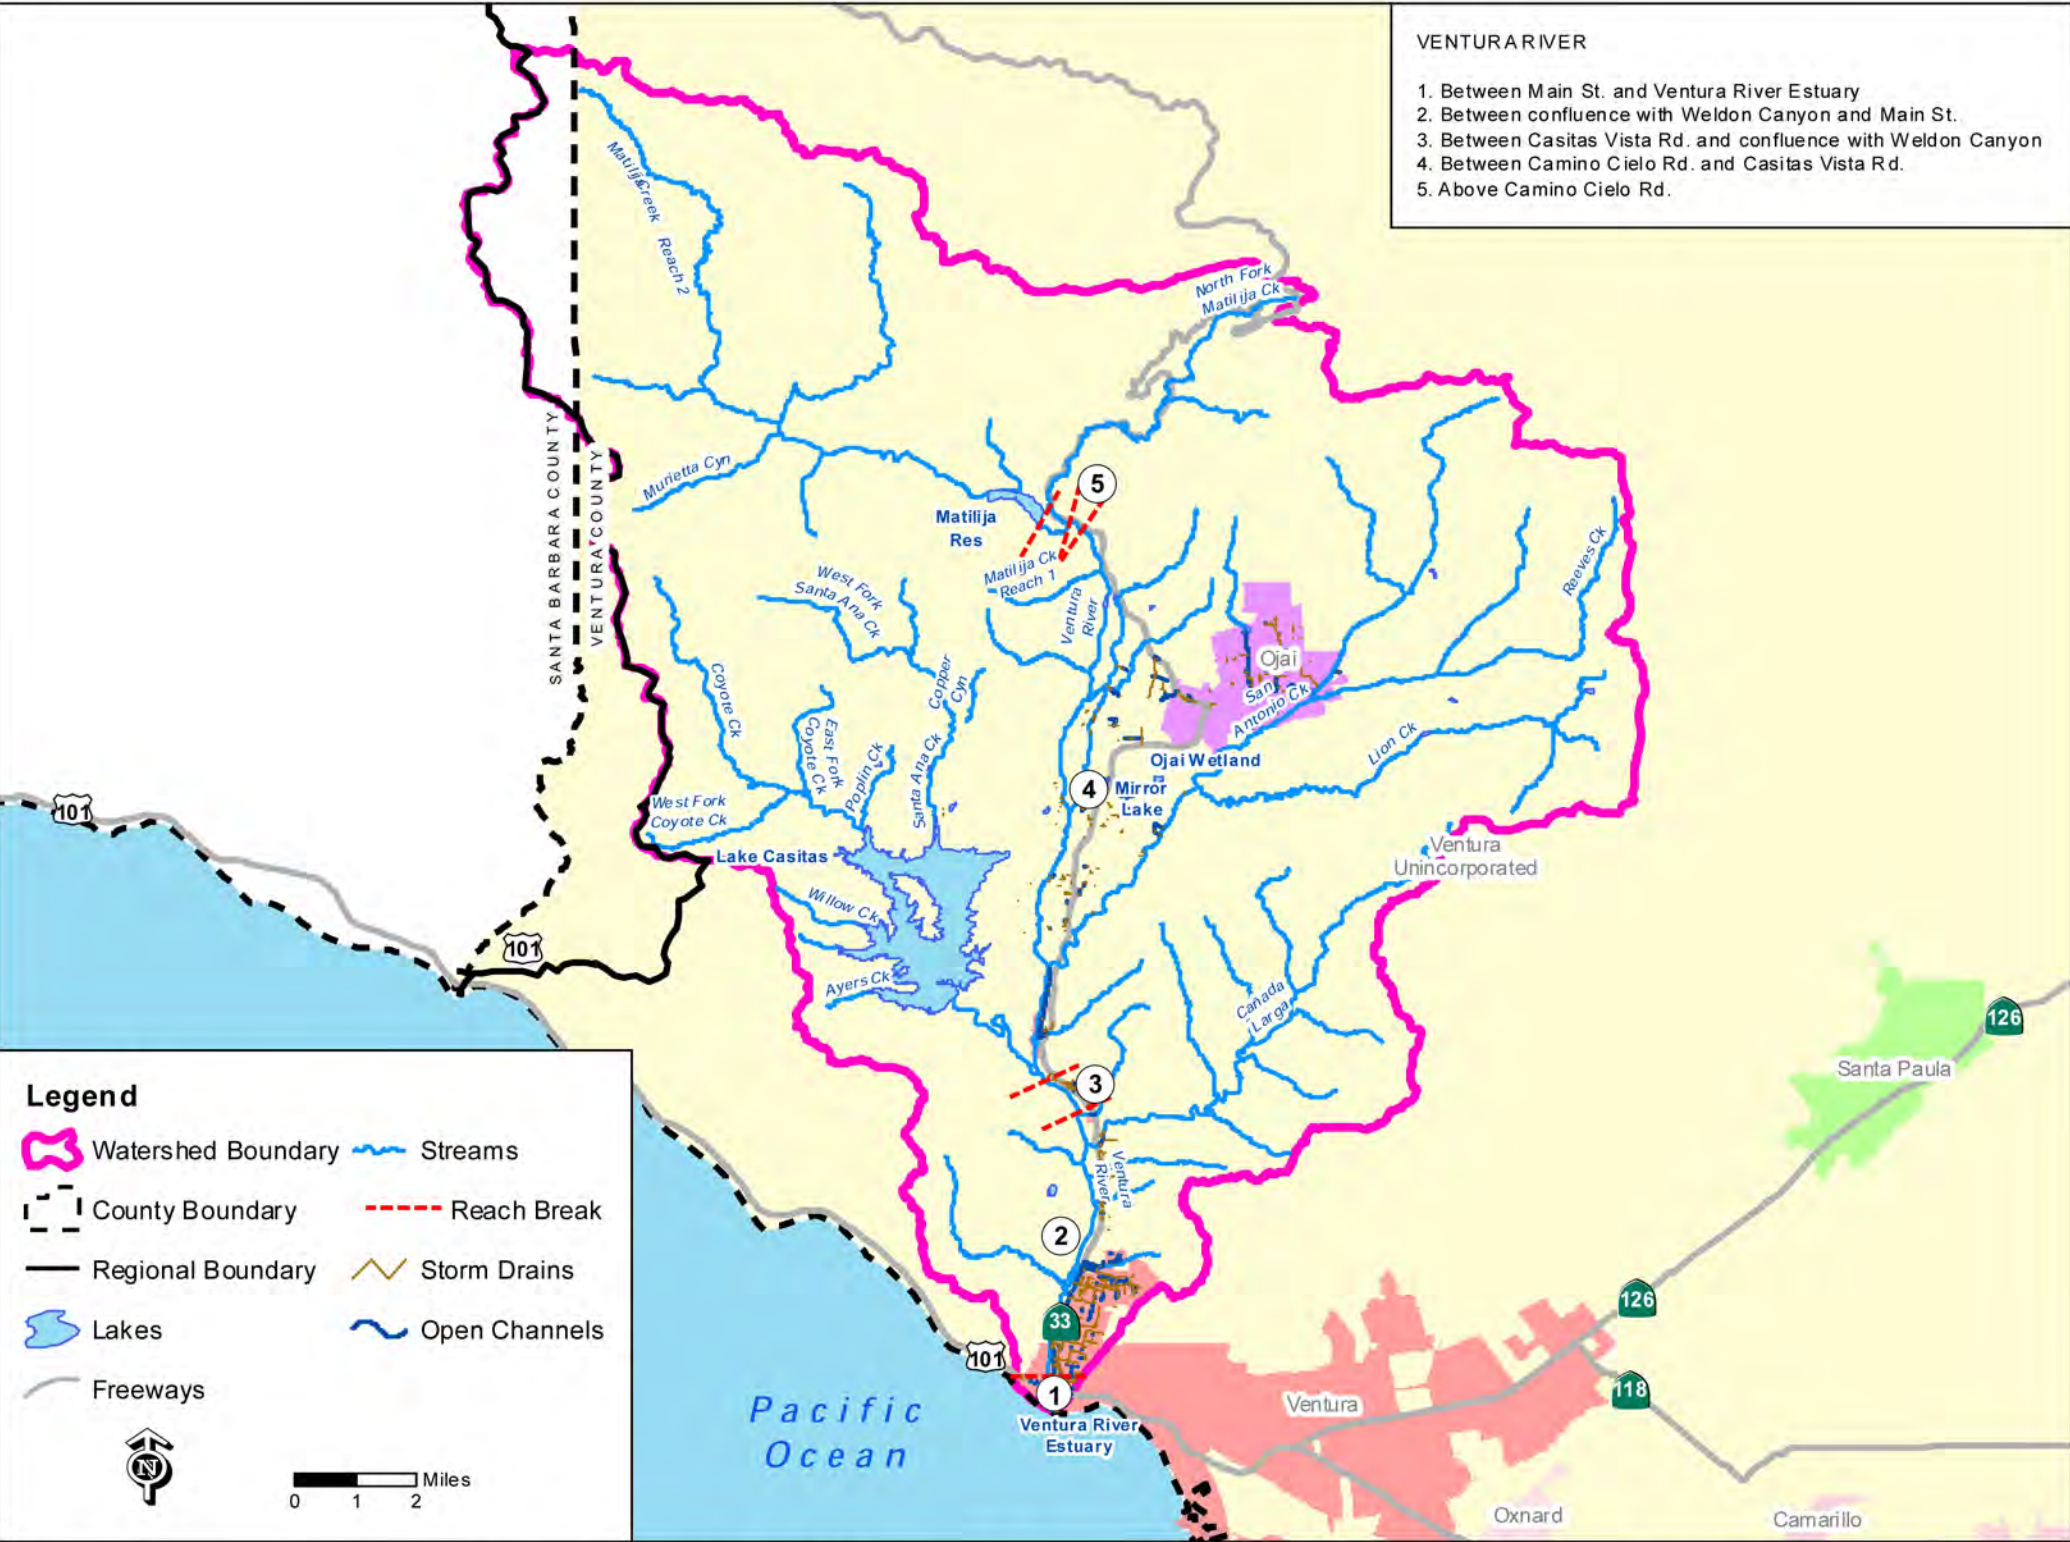 VENTURA RIVER
1. Between Main St. and Ventura River Estuary
2. Between confluence with Weldon Canyon and Main St.
3. Between Casitas Vista Rd. and confluence with Weldon Canyon
4. Between Camino Cielo Rd. and Casitas Vista Rd.
5. Above Camino Cielo Rd.
Matilija Creek Reach 2
North Fork
Matilija Ck
SANTA BARBARA COUNTY
VENTURA COUNTY
Murietta Cyn
5
Matilija
Res
Matilija Ck
Reach 1
Ventura
River
West Fork
Santa Ana Ck
Reeves Ck
Ojai
San
Antonio Ck
Coyote Ck
East Fork
Coyote Ck
Poplin Ck
Santa Ana Ck
Copper
Cyn
Lion Ck
Ojai Wetland
4
Mirror
Lake
101
West Fork
Coyote Ck
Lake Casitas
Ventura
Unincorporated
Willow Ck
101
Ayers Ck
Cañada
Larga
126
Santa Paula
3
Ventura
River
2
33
126
101
1
118
Ventura
Ventura River
Estuary
Pacific
Ocean
Oxnard
Camarillo
Legend
Watershed Boundary
Streams
County Boundary
Reach Break
Regional Boundary
Storm Drains
Lakes
Open Channels
Freeways
N
Miles
0 1 2